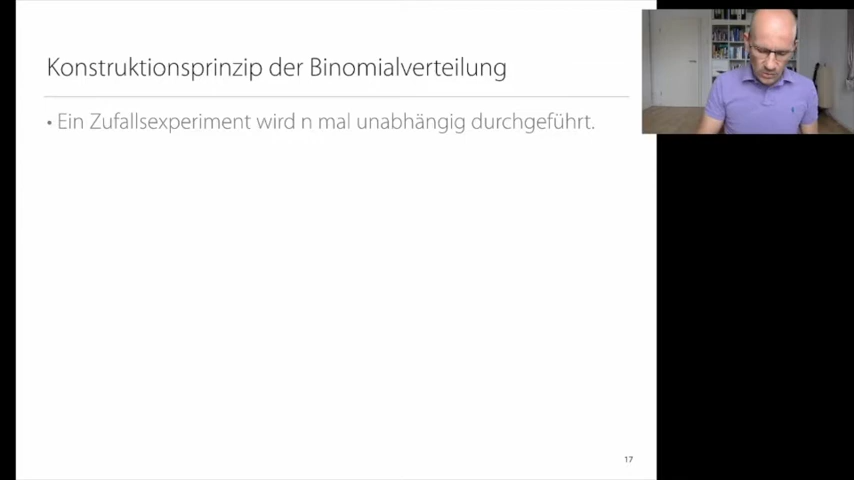 Konstruktionsprinzip der Binomialverteilung
• Ein Zufallsexperiment wird n mal unabhängig durchgeführt.
17